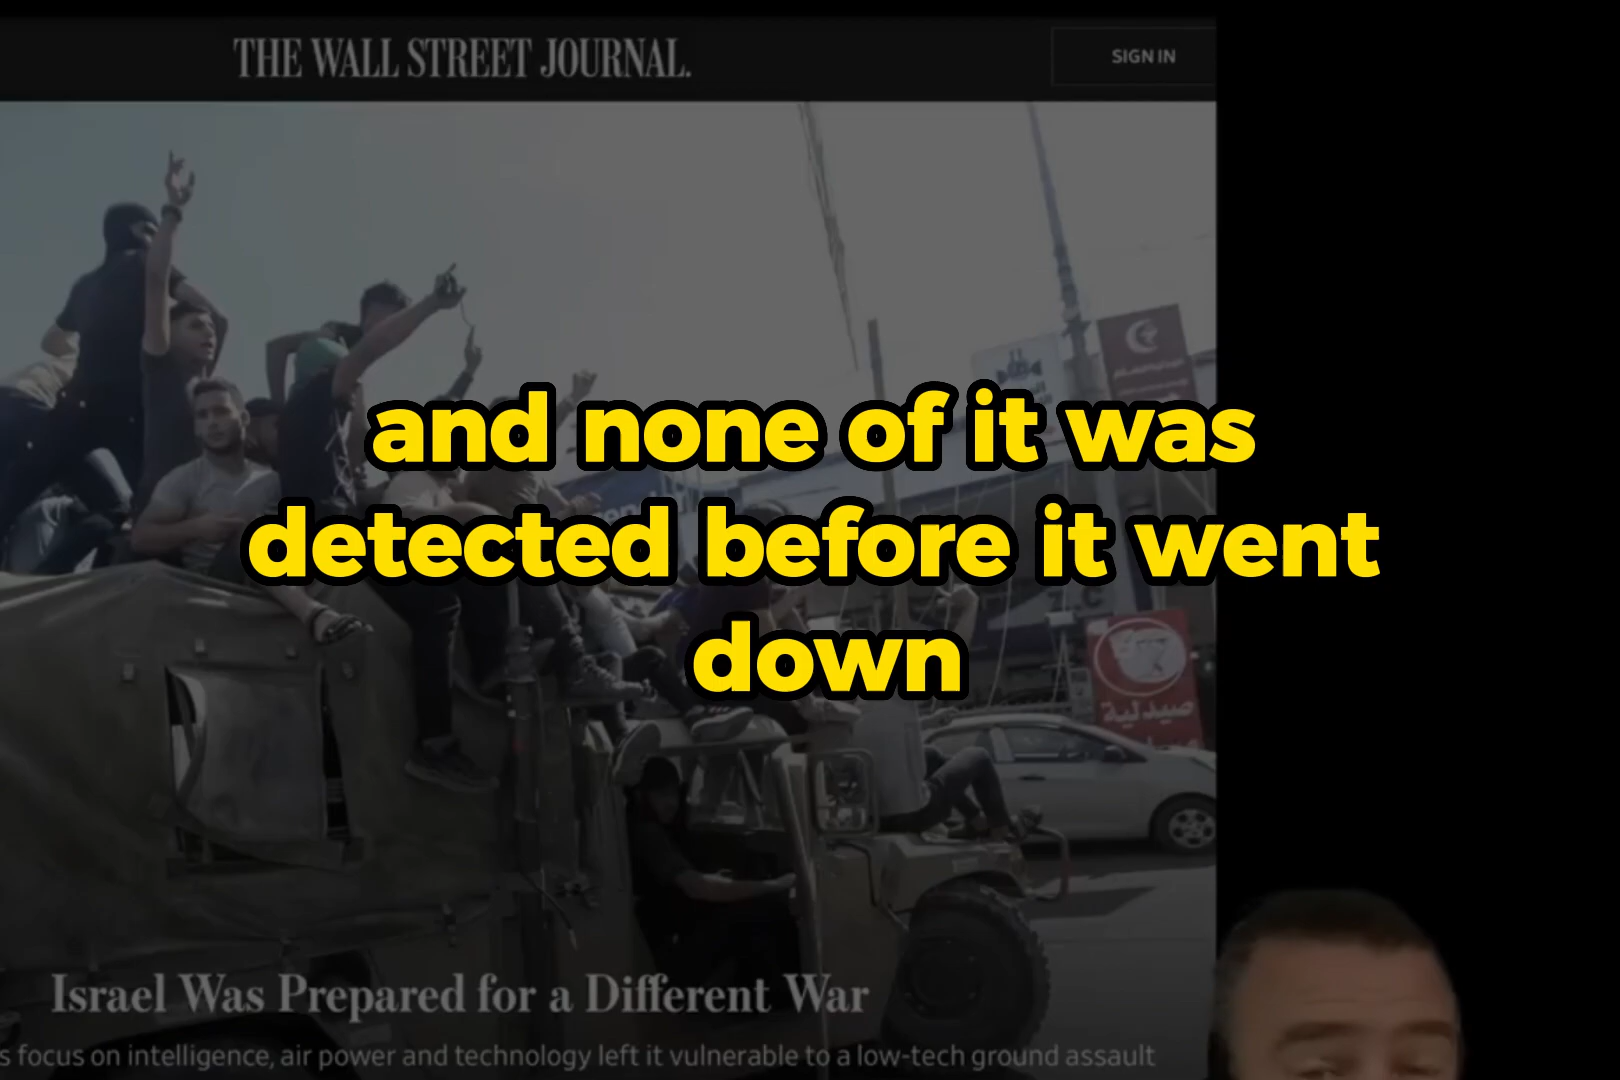 THE WALL STREET JOURNAL.
SIGN IN
and none of it was
detected before it went
down
صيدلية
Israel Was Prepared for a Different War
s focus on intelligence, air power and technology left it vulnerable to a low-tech ground assault